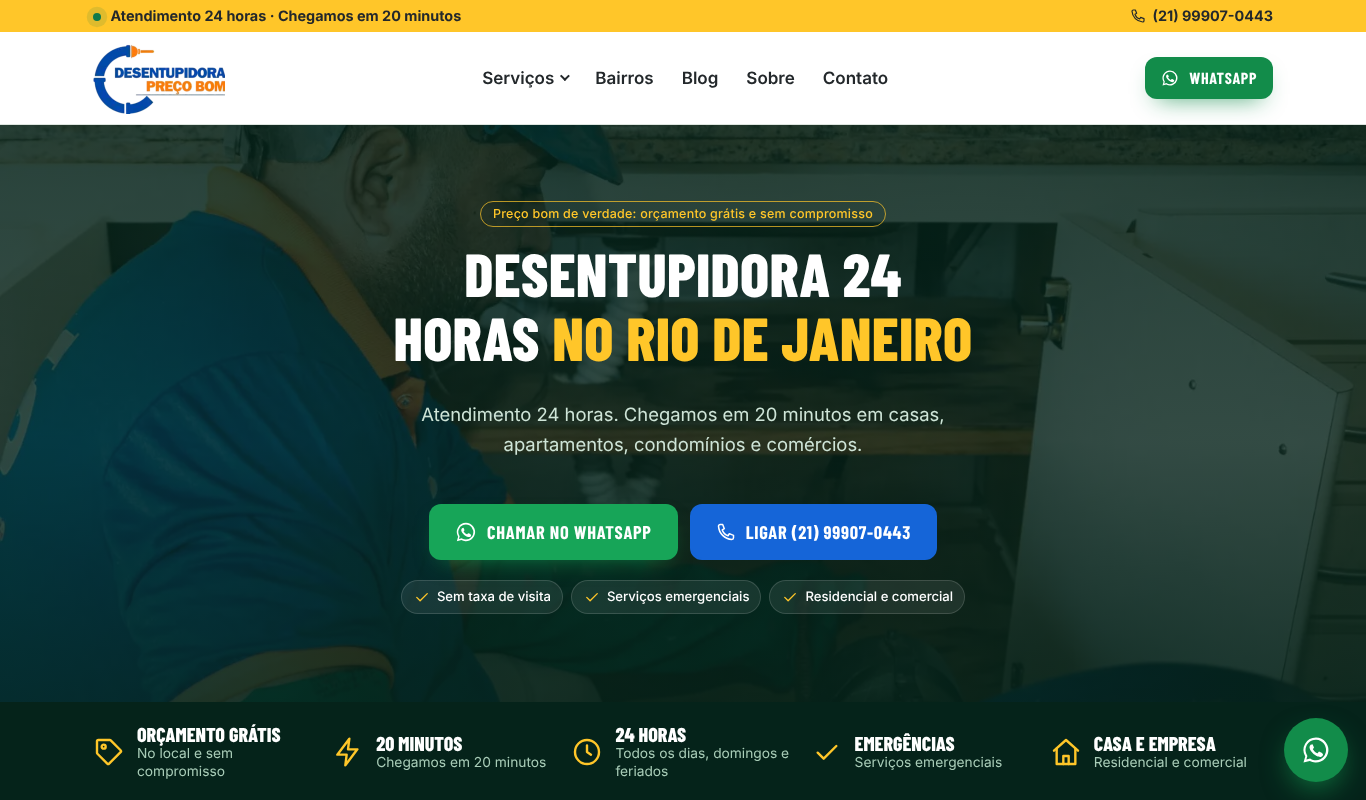 Atendimento 24 horas · Chegamos em 20 minutos
(21) 99907-0443
DESENTUPIDORA
PREÇO BOM
Serviços
Bairros
Blog
Sobre
Contato
WHATSAPP
Preço bom de verdade: orçamento grátis e sem compromisso
DESENTUPIDORA 24
HORAS NO RIO DE JANEIRO
Atendimento 24 horas. Chegamos em 20 minutos em casas,
apartamentos, condomínios e comércios.
CHAMAR NO WHATSAPP
LIGAR (21) 99907-0443
Sem taxa de visita
Serviços emergenciais
Residencial e comercial
ORÇAMENTO GRÁTIS
No local e sem
compromisso
20 MINUTOS
Chegamos em 20 minutos
24 HORAS
Todos os dias, domingos e
feriados
EMERGÊNCIAS
Serviços emergenciais
CASA E EMPRESA
Residencial e comercial